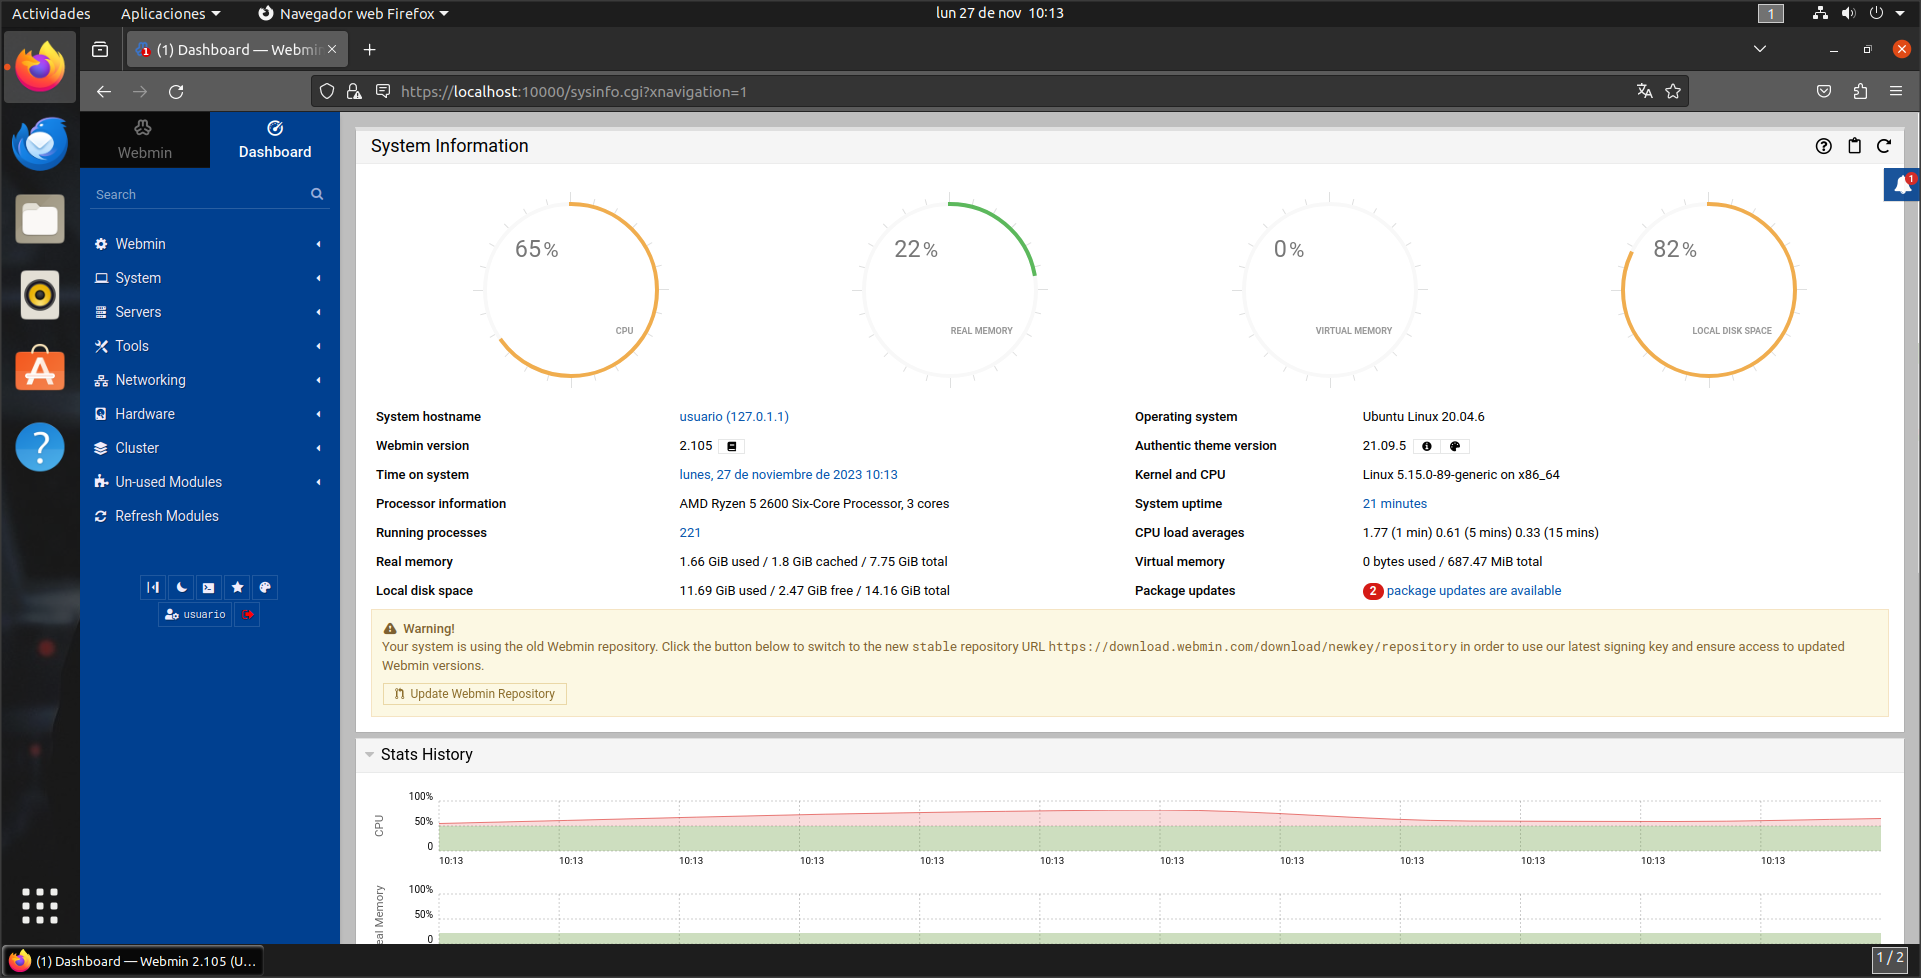 Actividades Aplicaciones Navegador web Firefox lun 27 de nov 10:13 1
1 (1) Dashboard — Webmin
https://localhost:10000/sysinfo.cgi?xnavigation=1
Webmin
Dashboard
Search
Webmin
System
Servers
Tools
Networking
Hardware
Cluster
Un-used Modules
Refresh Modules
usuario
System Information
1
65%
CPU
22%
REAL MEMORY
0%
VIRTUAL MEMORY
82%
LOCAL DISK SPACE
System hostname usuario (127.0.1.1) Operating system Ubuntu Linux 20.04.6
Webmin version 2.105 Authentic theme version 21.09.5
Time on system lunes, 27 de noviembre de 2023 10:13 Kernel and CPU Linux 5.15.0-89-generic on x86_64
Processor information AMD Ryzen 5 2600 Six-Core Processor, 3 cores System uptime 21 minutes
Running processes 221 CPU load averages 1.77 (1 min) 0.61 (5 mins) 0.33 (15 mins)
Real memory 1.66 GiB used / 1.8 GiB cached / 7.75 GiB total Virtual memory 0 bytes used / 687.47 MiB total
Local disk space 11.69 GiB used / 2.47 GiB free / 14.16 GiB total Package updates 2 package updates are available
Warning!
Your system is using the old Webmin repository. Click the button below to switch to the new stable repository URL https://download.webmin.com/download/newkey/repository in order to use our latest signing key and ensure access to updated
Webmin versions.
Update Webmin Repository
Stats History
CPU
100%
50%
0
10:13 10:13 10:13 10:13 10:13 10:13 10:13 10:13 10:13 10:13 10:13 10:13
eal Memory
100%
50%
0
(1) Dashboard — Webmin 2.105 (U... 1 / 2